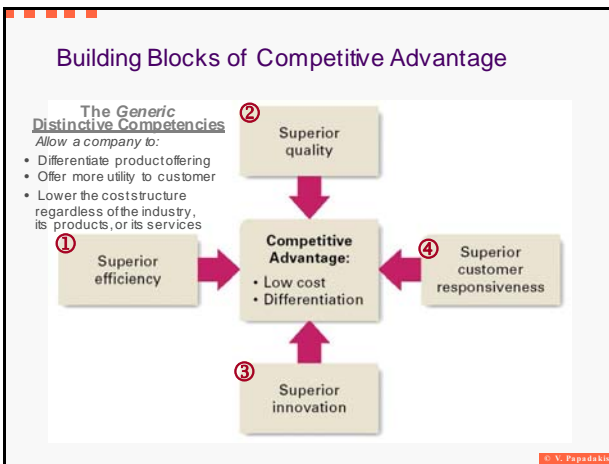 Building Blocks of Competitive Advantage
The Generic
Distinctive Competencies
Allow a company to:
• Differentiate product offering
• Offer more utility to customer
• Lower the cost structure
regardless of the industry,
its products, or its services
①
Superior
efficiency
②
Superior
quality
Competitive
Advantage:
• Low cost
• Differentiation
④
Superior
customer
responsiveness
③
Superior
innovation
© V. Papadakis